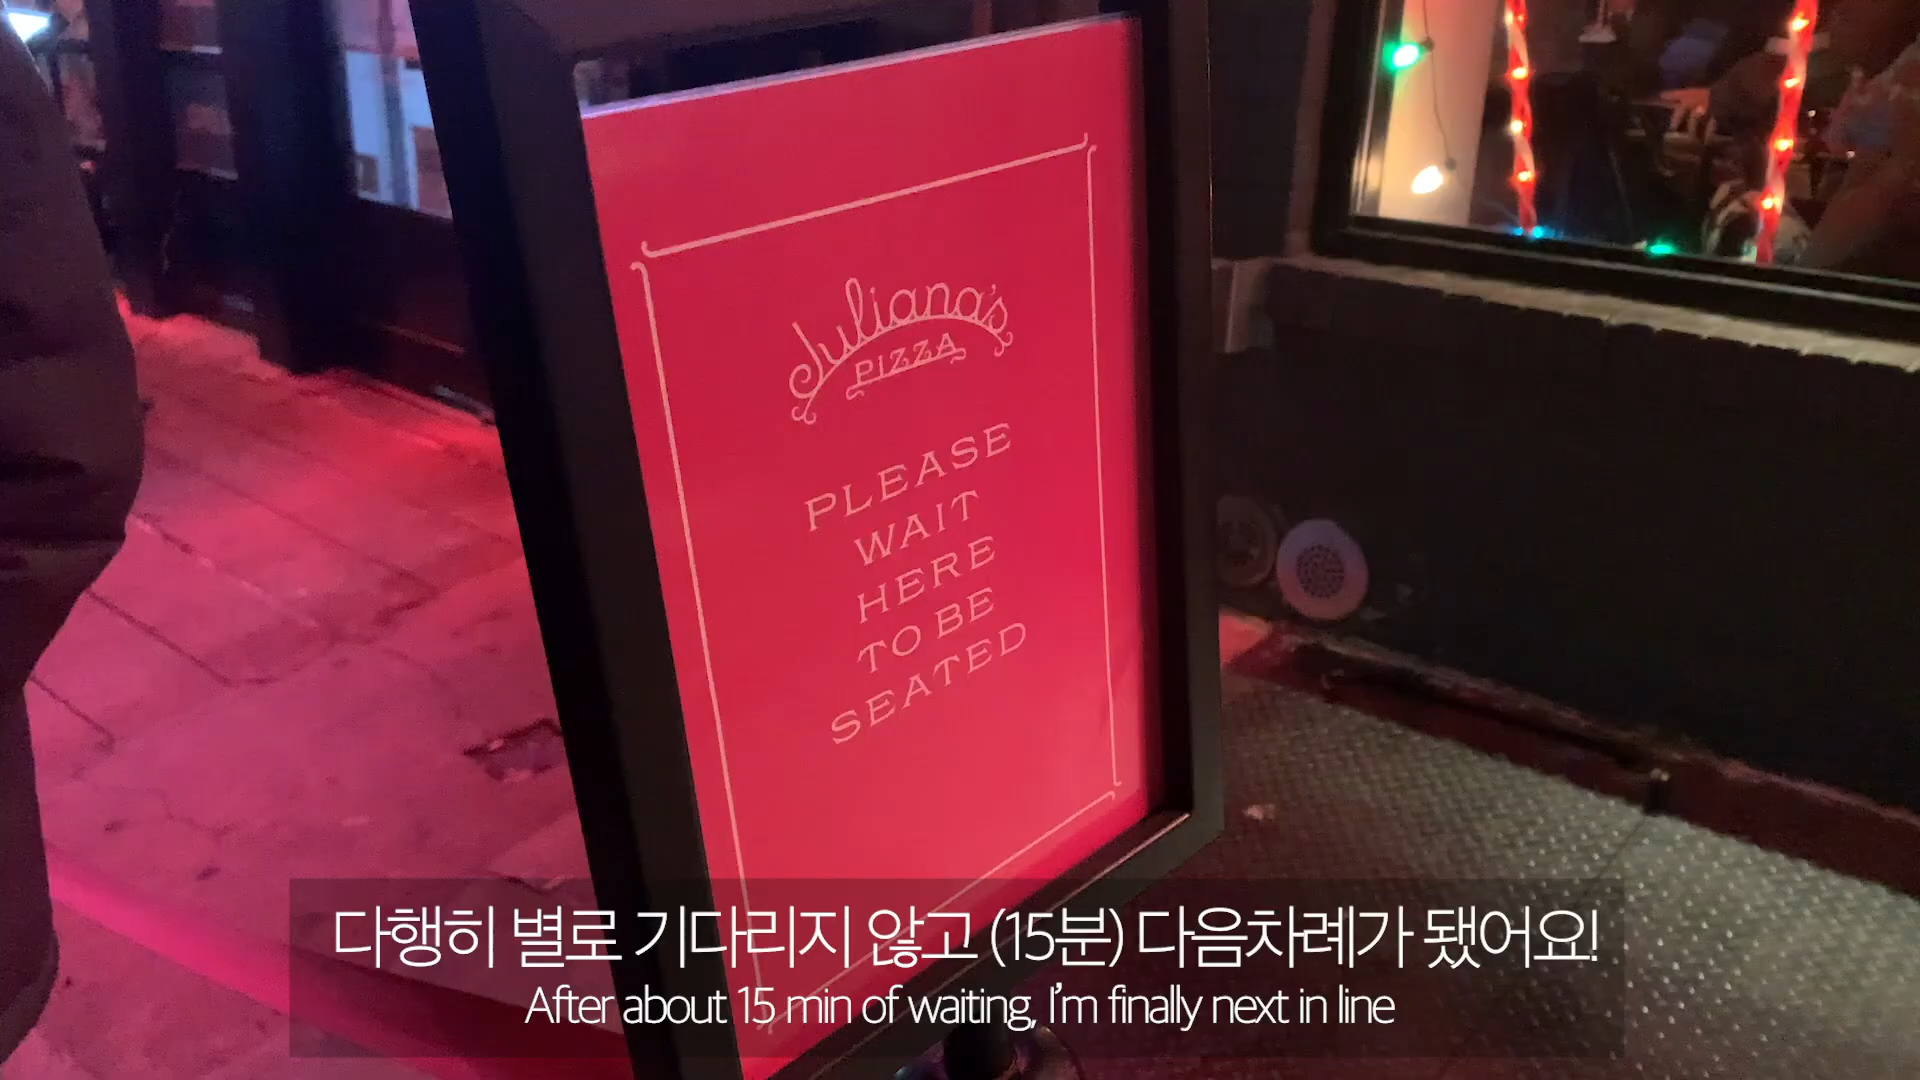 Juliana's
PIZZA
PLEASE
WAIT
HERE
TO BE
SEATED
다행히 별로 기다리지 않고 (15분) 다음차례가 됐어요!
After about 15 min of waiting, I'm finally next in line